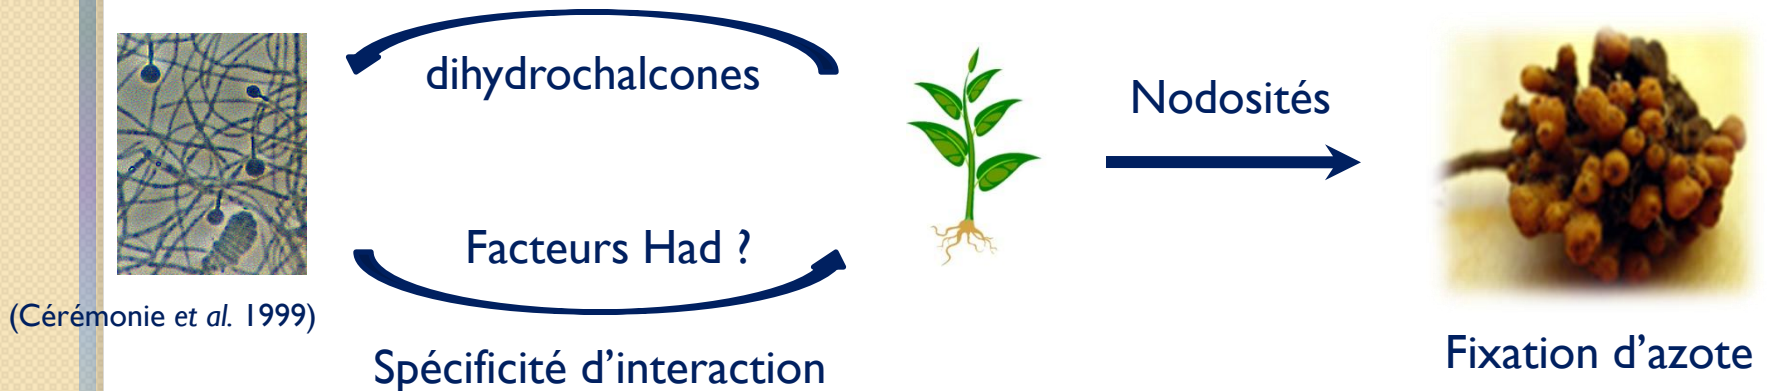 dihydrochalcones
Nodosités
Facteurs Had ?
(Cérémonie et al. 1999)
Spécificité d’interaction
Fixation d’azote